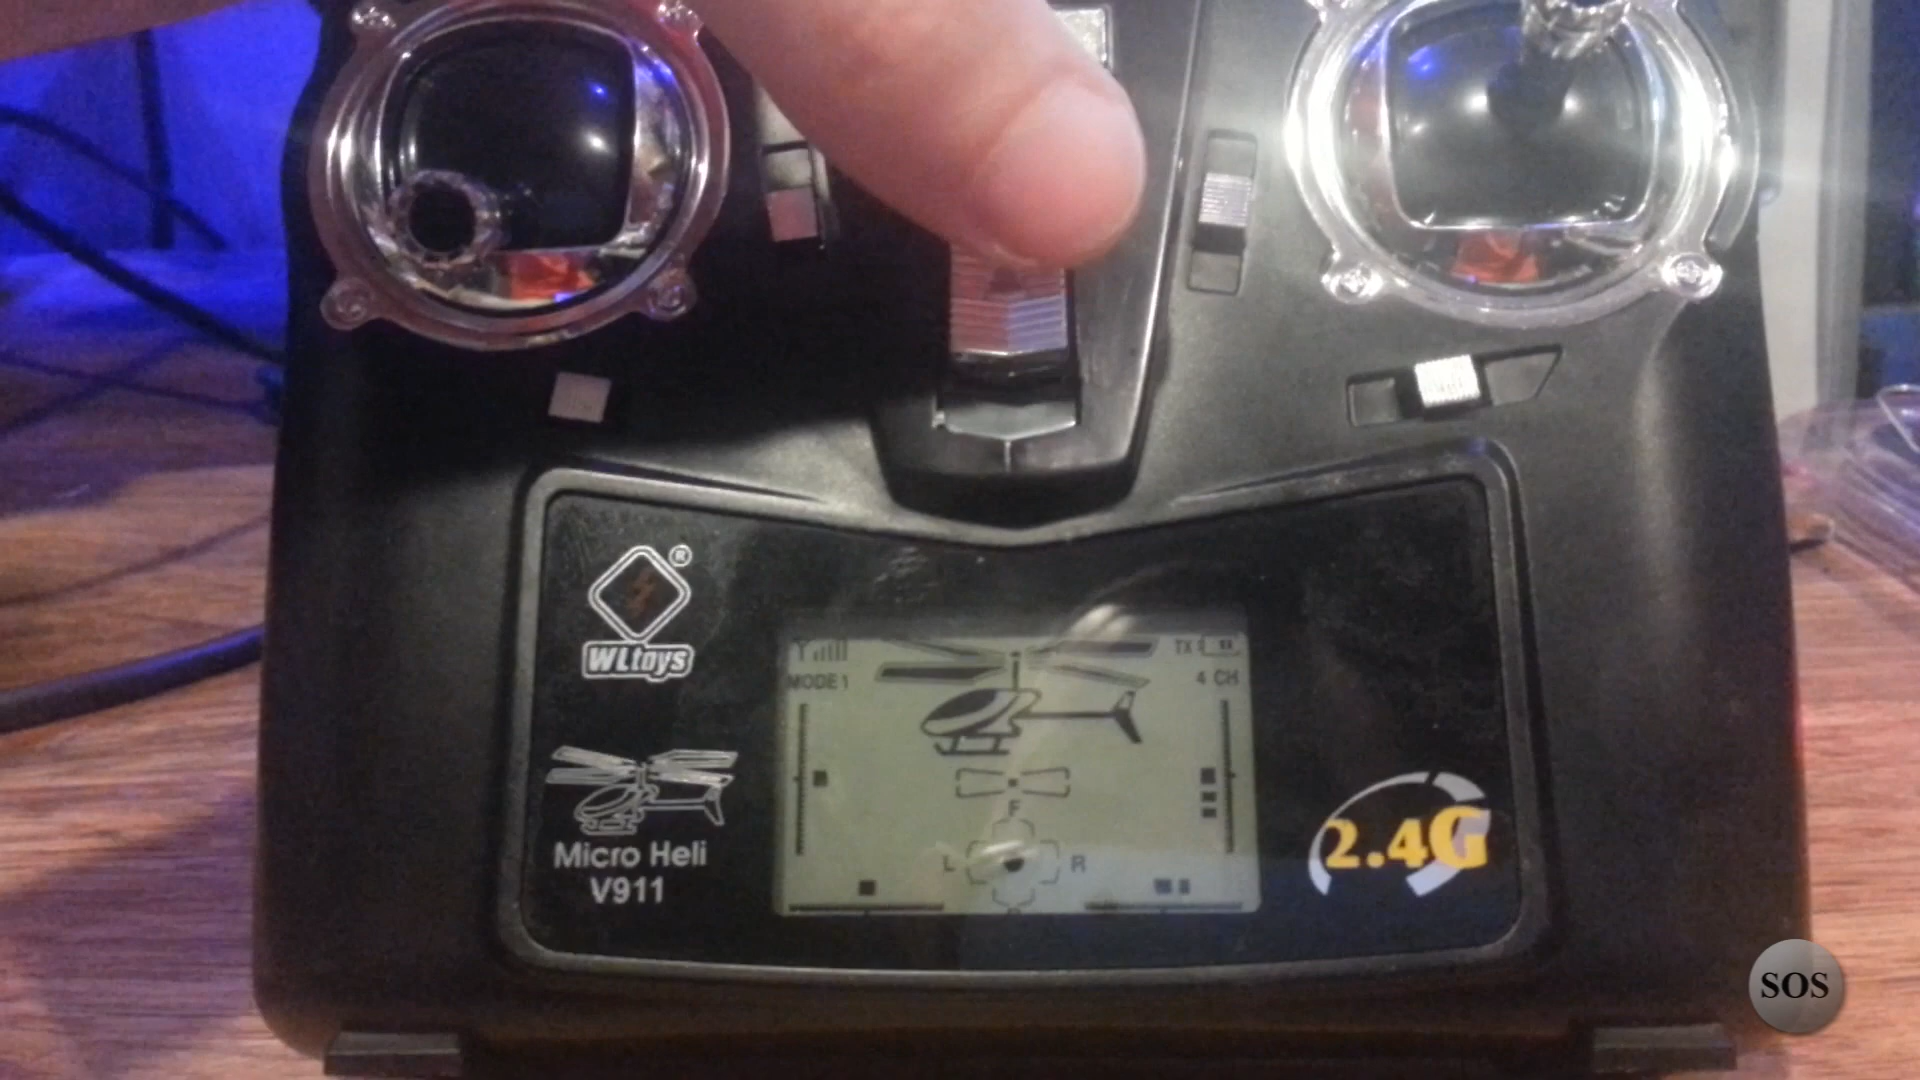 ®
WLtoys
Micro Heli
V911
MODE 1
TX
4 CH
F
L R
2.4G
SOS